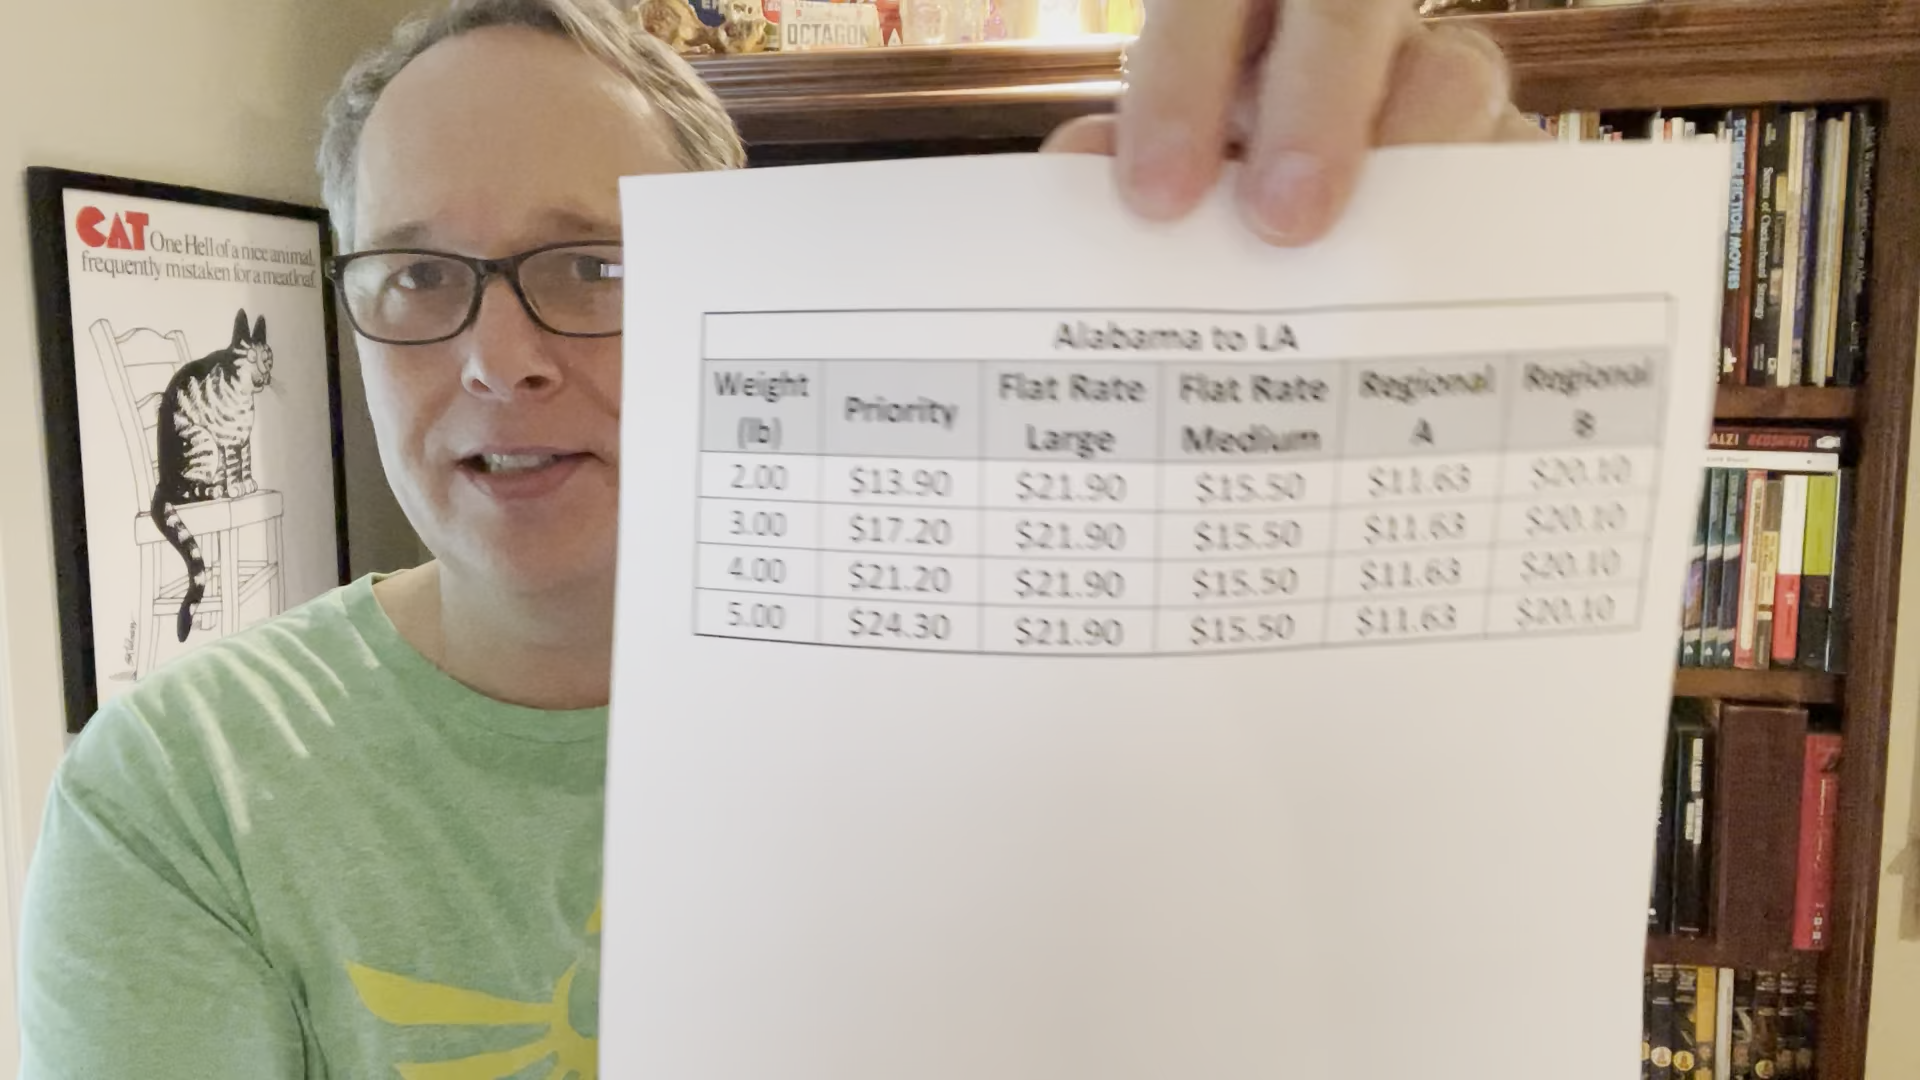 OCTAGON
CAT One Hell of a nice animal,
frequently mistaken for a meatloaf.
SCIENCE FICTION MOVIES
Alabama to LA
Weight (lb) Priority Flat Rate Large Flat Rate Medium Regional A Regional B
2.00 $13.90 $21.90 $15.50 $11.63 $20.10
3.00 $17.20 $21.90 $15.50 $11.63 $20.10
4.00 $21.20 $21.90 $15.50 $11.63 $20.10
5.00 $24.30 $21.90 $15.50 $11.63 $20.10
REDSHIRTS